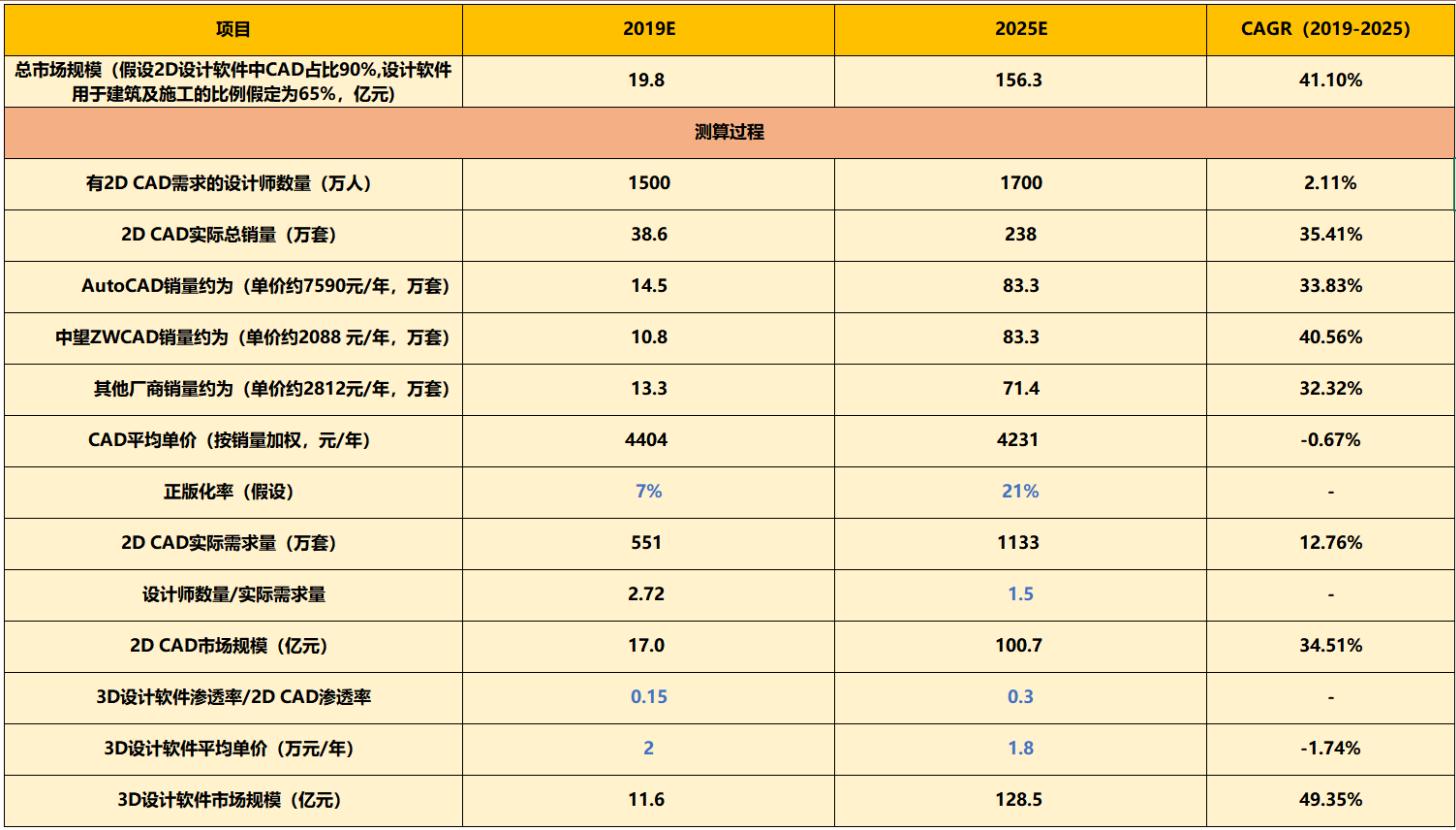 项目 2019E 2025E CAGR（2019-2025）
总市场规模（假设2D设计软件中CAD占比90%,设计软件
用于建筑及施工的比例假定为65%，亿元） 19.8 156.3 41.10%
测算过程
有2D CAD需求的设计师数量（万人） 1500 1700 2.11%
2D CAD实际总销量（万套） 38.6 238 35.41%
AutoCAD销量约为（单价约7590元/年，万套） 14.5 83.3 33.83%
中望ZWCAD销量约为（单价约2088 元/年，万套） 10.8 83.3 40.56%
其他厂商销量约为（单价约2812元/年，万套） 13.3 71.4 32.32%
CAD平均单价（按销量加权，元/年） 4404 4231 -0.67%
正版化率（假设） 7% 21% -
2D CAD实际需求量（万套） 551 1133 12.76%
设计师数量/实际需求量 2.72 1.5 -
2D CAD市场规模（亿元） 17.0 100.7 34.51%
3D设计软件渗透率/2D CAD渗透率 0.15 0.3 -
3D设计软件平均单价（万元/年） 2 1.8 -1.74%
3D设计软件市场规模（亿元） 11.6 128.5 49.35%